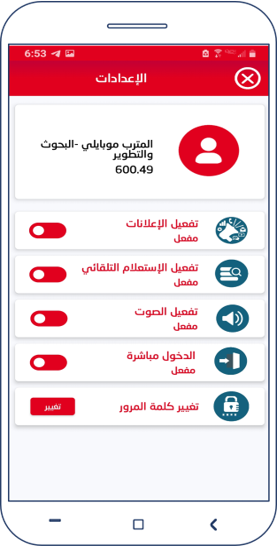 6:53
الإعدادات
المترب موبايلي -البحوث
والتطوير
600.49
تفعيل الإعلانات
مفعل
تفعيل الإستعلام التلقائي
مفعل
تفعيل الصوت
مفعل
الدخول مباشرة
مفعل
تغيير كلمة المرور
تغيير